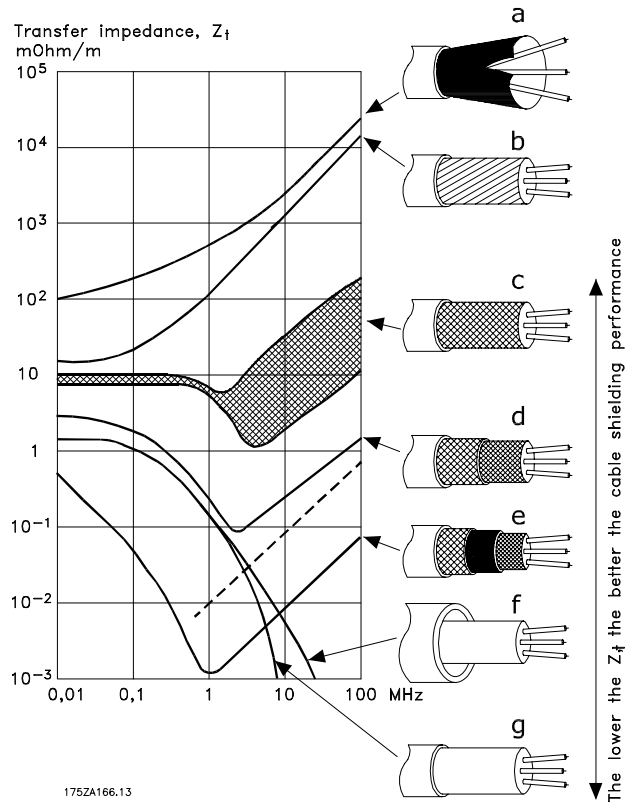 Transfer impedance, Zt
mOhm/m
10⁵
10⁴
10³
10²
10
1
10⁻¹
10⁻²
10⁻³
0,01 0,1 1 10 100 MHz
a
b
c
d
e
f
g
The lower the Zt the better the cable shielding performance
175ZA166.13